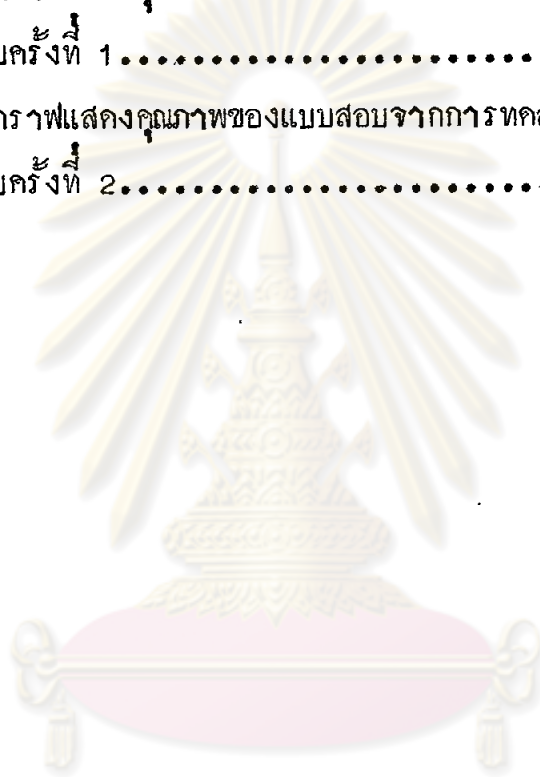 บครั้งที่ 1.......................
กราฟแสดงคุณภาพของแบบสอบจากการทดส
บครั้งที่ 2.......................